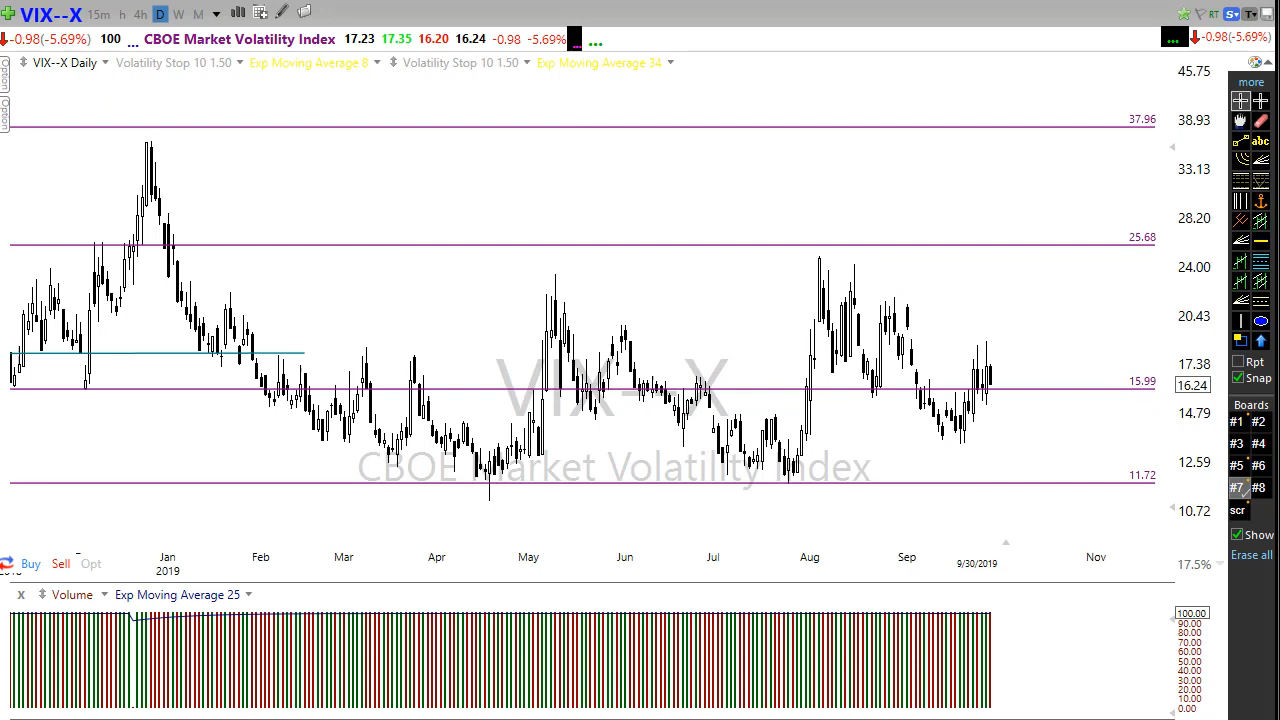 VIX--X 15m h 4h D W M RT S T
-0.98(-5.69%) 100 ... CBOE Market Volatility Index 17.23 17.35 16.20 16.24 -0.98 -5.69% ... ... ... -0.98(-5.69%)
VIX--X Daily Volatility Stop 10 1.50 Exp Moving Average 8 Volatility Stop 10 1.50 Exp Moving Average 34
Option
Option
45.75
37.96
38.93
33.13
28.20
25.68
24.00
20.43
17.38
15.99
16.24
14.79
12.59
11.72
10.72
VIX--X
CBOE Market Volatility Index
Jan Feb Mar Apr May Jun Jul Aug Sep 9/30/2019 Nov
2019
Buy Sell Opt
17.5%
X Volume Exp Moving Average 25
100.00
90.00
80.00
70.00
60.00
50.00
40.00
30.00
20.00
10.00
0.00
more
abc
Rpt
Snap
Boards
#1 #2
#3 #4
#5 #6
#7 #8
scr
Show
Erase all